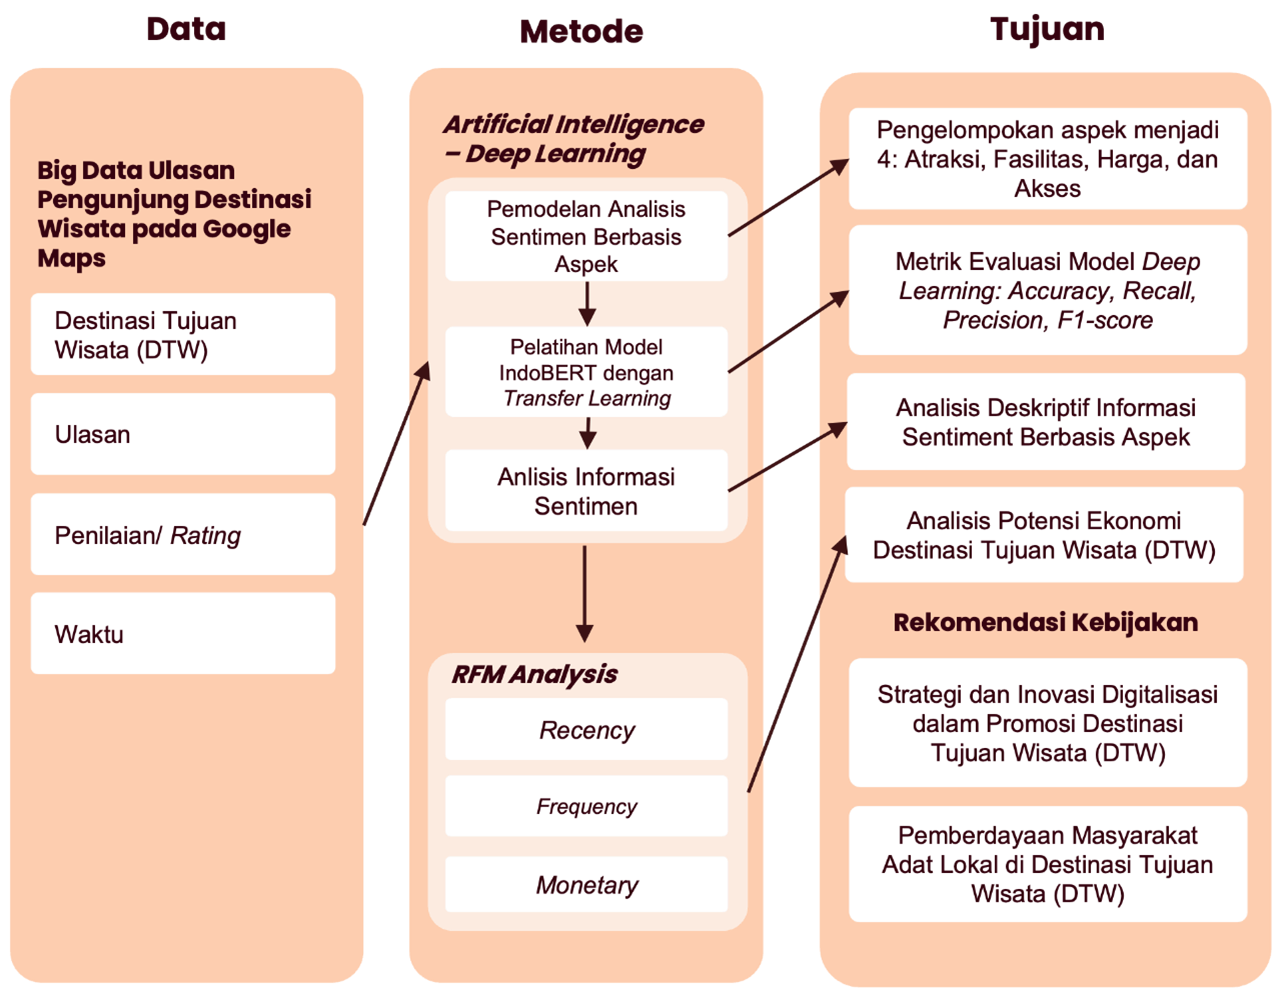 Data
Big Data Ulasan
Pengunjung Destinasi
Wisata pada Google
Maps
Destinasi Tujuan
Wisata (DTW)
Ulasan
Penilaian/ Rating
Waktu
Metode
Artificial Intelligence
– Deep Learning
Pemodelan Analisis
Sentimen Berbasis
Aspek
Pelatihan Model
IndoBERT dengan
Transfer Learning
Anlisis Informasi
Sentimen
RFM Analysis
Recency
Frequency
Monetary
Tujuan
Pengelompokan aspek menjadi
4: Atraksi, Fasilitas, Harga, dan
Akses
Metrik Evaluasi Model Deep
Learning: Accuracy, Recall,
Precision, F1-score
Analisis Deskriptif Informasi
Sentiment Berbasis Aspek
Analisis Potensi Ekonomi
Destinasi Tujuan Wisata (DTW)
Rekomendasi Kebijakan
Strategi dan Inovasi Digitalisasi
dalam Promosi Destinasi
Tujuan Wisata (DTW)
Pemberdayaan Masyarakat
Adat Lokal di Destinasi Tujuan
Wisata (DTW)